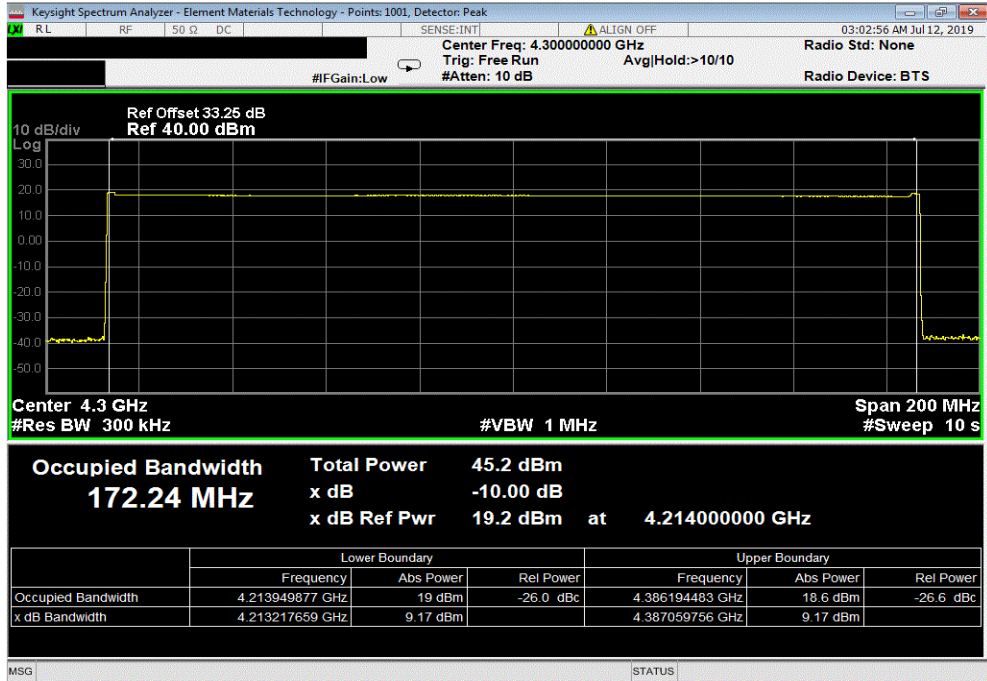 Keysight Spectrum Analyzer - Element Materials Technology - Points: 1001, Detector: Peak
LXI RL RF 50 Ω DC SENSE:INT ALIGN OFF 03:02:56 AM Jul 12, 2019
Center Freq: 4.300000000 GHz Radio Std: None
Trig: Free Run Avg|Hold:>10/10
#IFGain:Low #Atten: 10 dB Radio Device: BTS
Ref Offset 33.25 dB
10 dB/div Ref 40.00 dBm
Log
30.0
20.0
10.0
0.00
-10.0
-20.0
-30.0
-40.0
-50.0
Center 4.3 GHz Span 200 MHz
#Res BW 300 kHz #VBW 1 MHz #Sweep 10 s
Occupied Bandwidth Total Power 45.2 dBm
172.24 MHz x dB -10.00 dB
x dB Ref Pwr 19.2 dBm at 4.214000000 GHz
Lower Boundary Upper Boundary
Frequency Abs Power Rel Power Frequency Abs Power Rel Power
Occupied Bandwidth 4.213949877 GHz 19 dBm -26.0 dBc 4.386194483 GHz 18.6 dBm -26.6 dBc
x dB Bandwidth 4.213217659 GHz 9.17 dBm 4.387059756 GHz 9.17 dBm
MSG STATUS